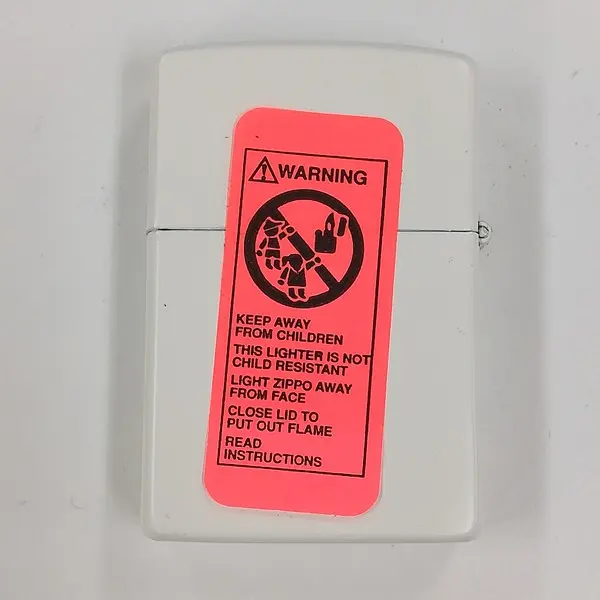 WARNING
KEEP AWAY
FROM CHILDREN
THIS LIGHTER IS NOT
CHILD RESISTANT
LIGHT ZIPPO AWAY
FROM FACE
CLOSE LID TO
PUT OUT FLAME
READ
INSTRUCTIONS